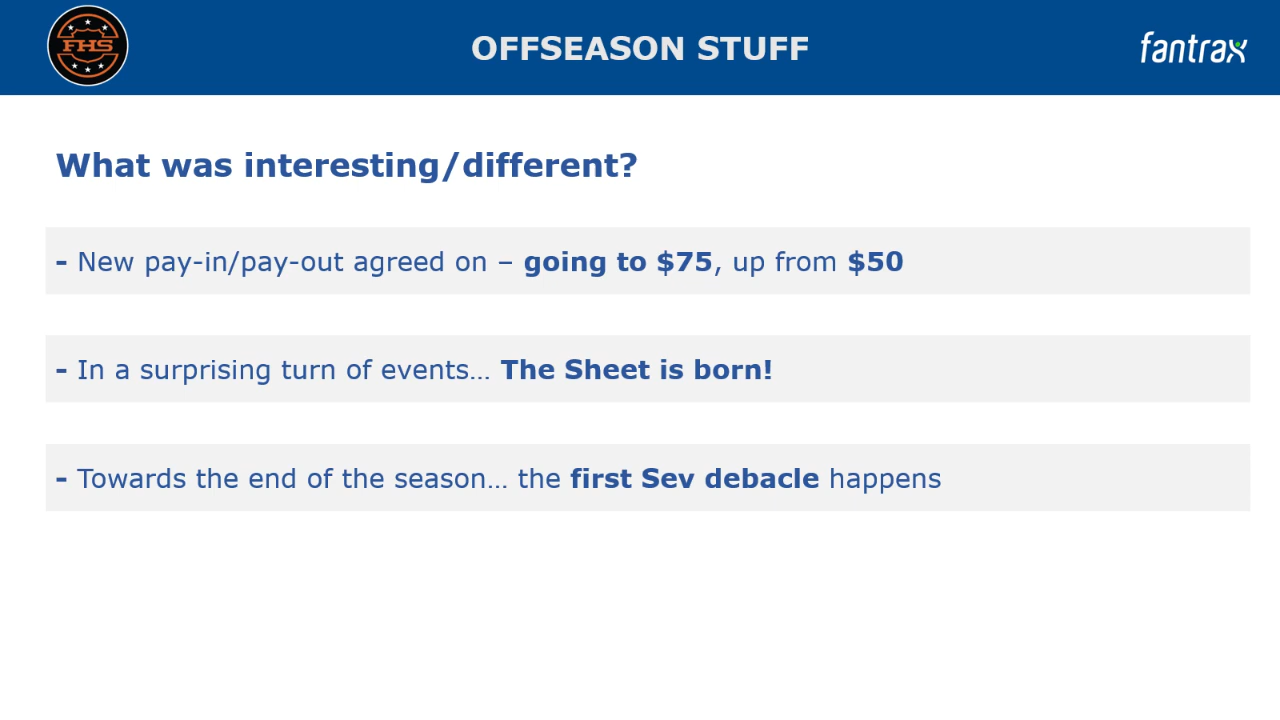 FHS
OFFSEASON STUFF
fantrax
What was interesting/different?
- New pay-in/pay-out agreed on – going to $75, up from $50
- In a surprising turn of events... The Sheet is born!
- Towards the end of the season... the first Sev debacle happens